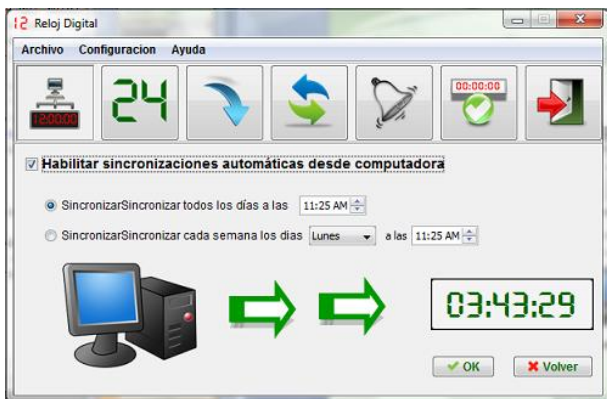 12 Reloj Digital
Archivo Configuracion Ayuda
12:00:00 24 00:00:00
Habilitar sincronizaciones automáticas desde computadora
SincronizarSincronizar todos los días a las 11:25 AM
SincronizarSincronizar cada semana los dias Lunes a las 11:25 AM
03:43:29
OK Volver